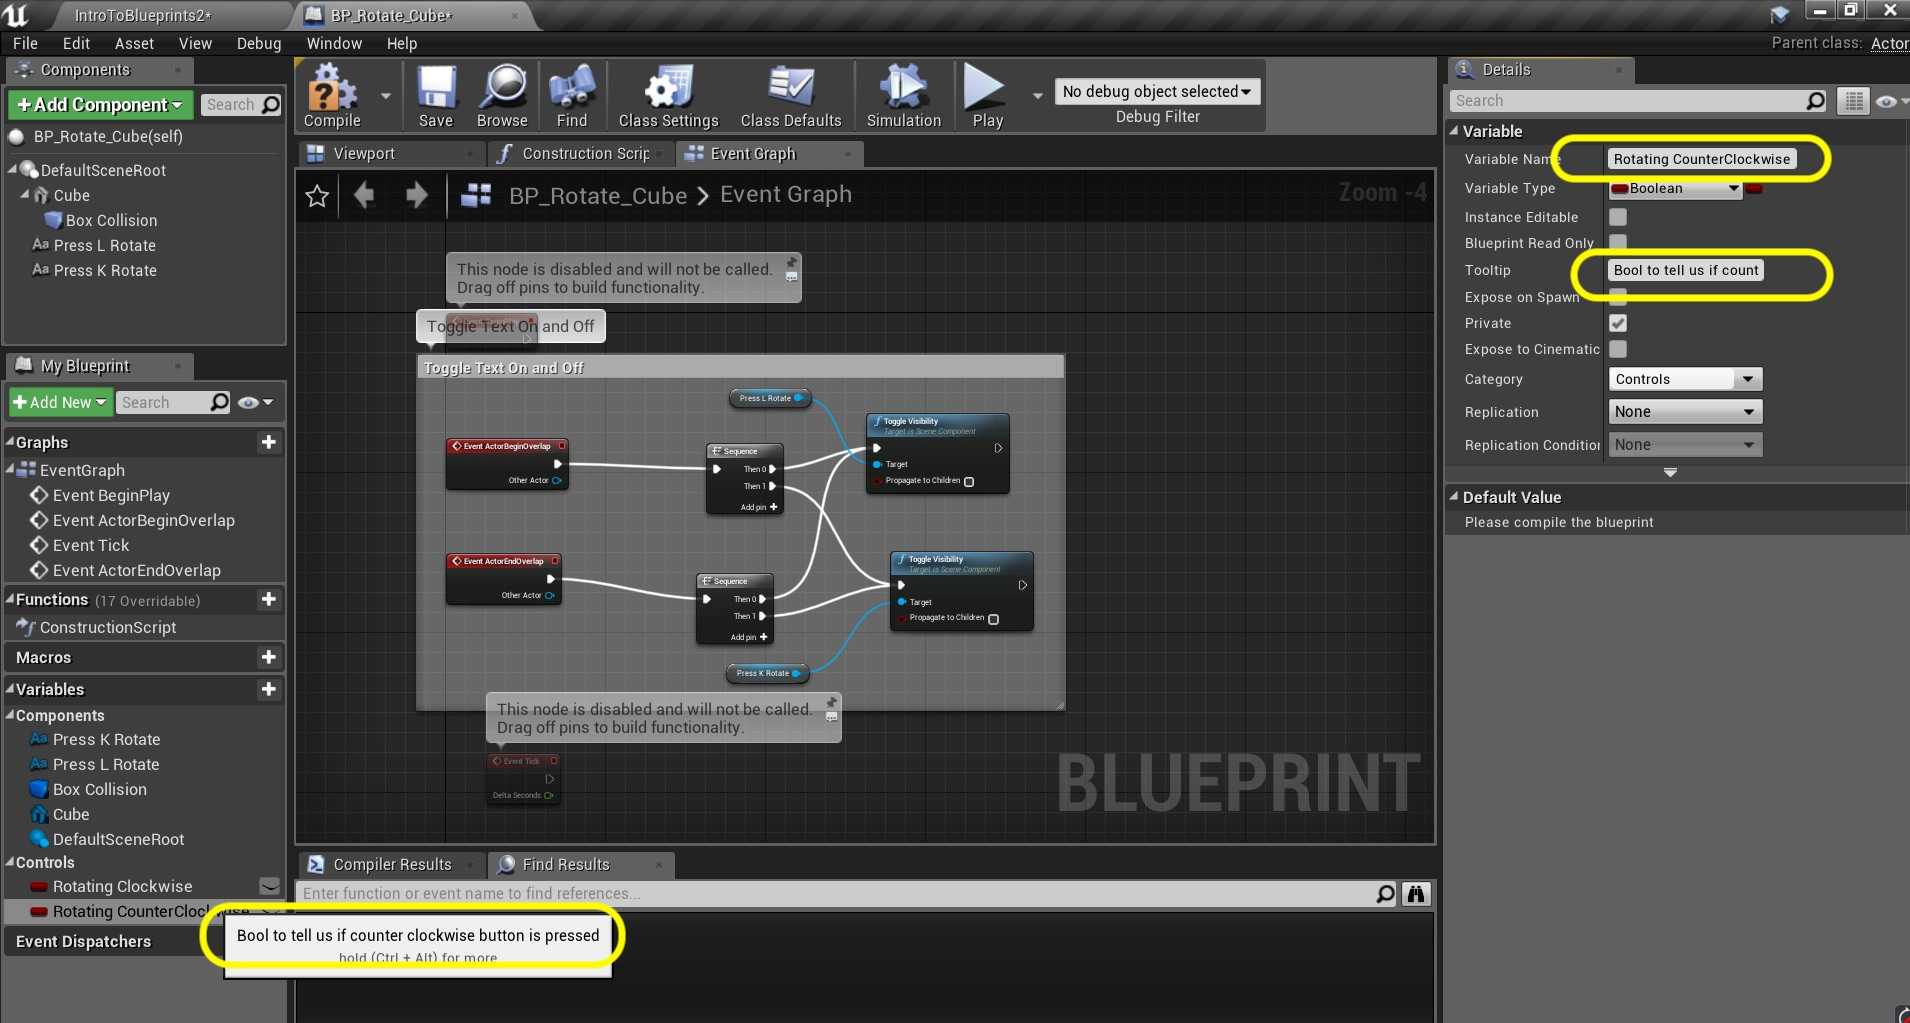 IntroToBlueprints2*
BP_Rotate_Cube*
File Edit Asset View Debug Window Help
Parent class: Actor
Components
+Add Component
Search
BP_Rotate_Cube(self)
DefaultSceneRoot
Cube
Box Collision
Aa Press L Rotate
Aa Press K Rotate
My Blueprint
+Add New
Search
Graphs
EventGraph
Event BeginPlay
Event ActorBeginOverlap
Event Tick
Event ActorEndOverlap
Functions (17 Overridable)
ConstructionScript
Macros
Variables
Components
Aa Press K Rotate
Aa Press L Rotate
Box Collision
Cube
DefaultSceneRoot
Controls
Rotating Clockwise
Rotating CounterClockwise
Event Dispatchers
Bool to tell us if counter clockwise button is pressed
hold (Ctrl + Alt) for more
Compile Save Browse Find Class Settings Class Defaults Simulation Play
No debug object selected
Debug Filter
Viewport
Construction Scrip
Event Graph
BP_Rotate_Cube > Event Graph
Zoom -4
This node is disabled and will not be called.
Drag off pins to build functionality.
Toggle Text On and Off
Toggle Text On and Off
Press L Rotate
Event ActorBeginOverlap
Other Actor
Sequence
Then 0
Then 1
Add pin +
Toggle Visibility
Target is Scene Component
Target
Propagate to Children
Event ActorEndOverlap
Other Actor
Sequence
Then 0
Then 1
Add pin +
Toggle Visibility
Target is Scene Component
Target
Propagate to Children
Press K Rotate
This node is disabled and will not be called.
Drag off pins to build functionality.
Event Tick
Delta Seconds
BLUEPRINT
Compiler Results
Find Results
Enter function or event name to find references...
Details
Search
Variable
Variable Name Rotating CounterClockwise
Variable Type Boolean
Instance Editable
Blueprint Read Only
Tooltip Bool to tell us if count
Expose on Spawn
Private
Expose to Cinematic
Category Controls
Replication None
Replication Condition None
Default Value
Please compile the blueprint